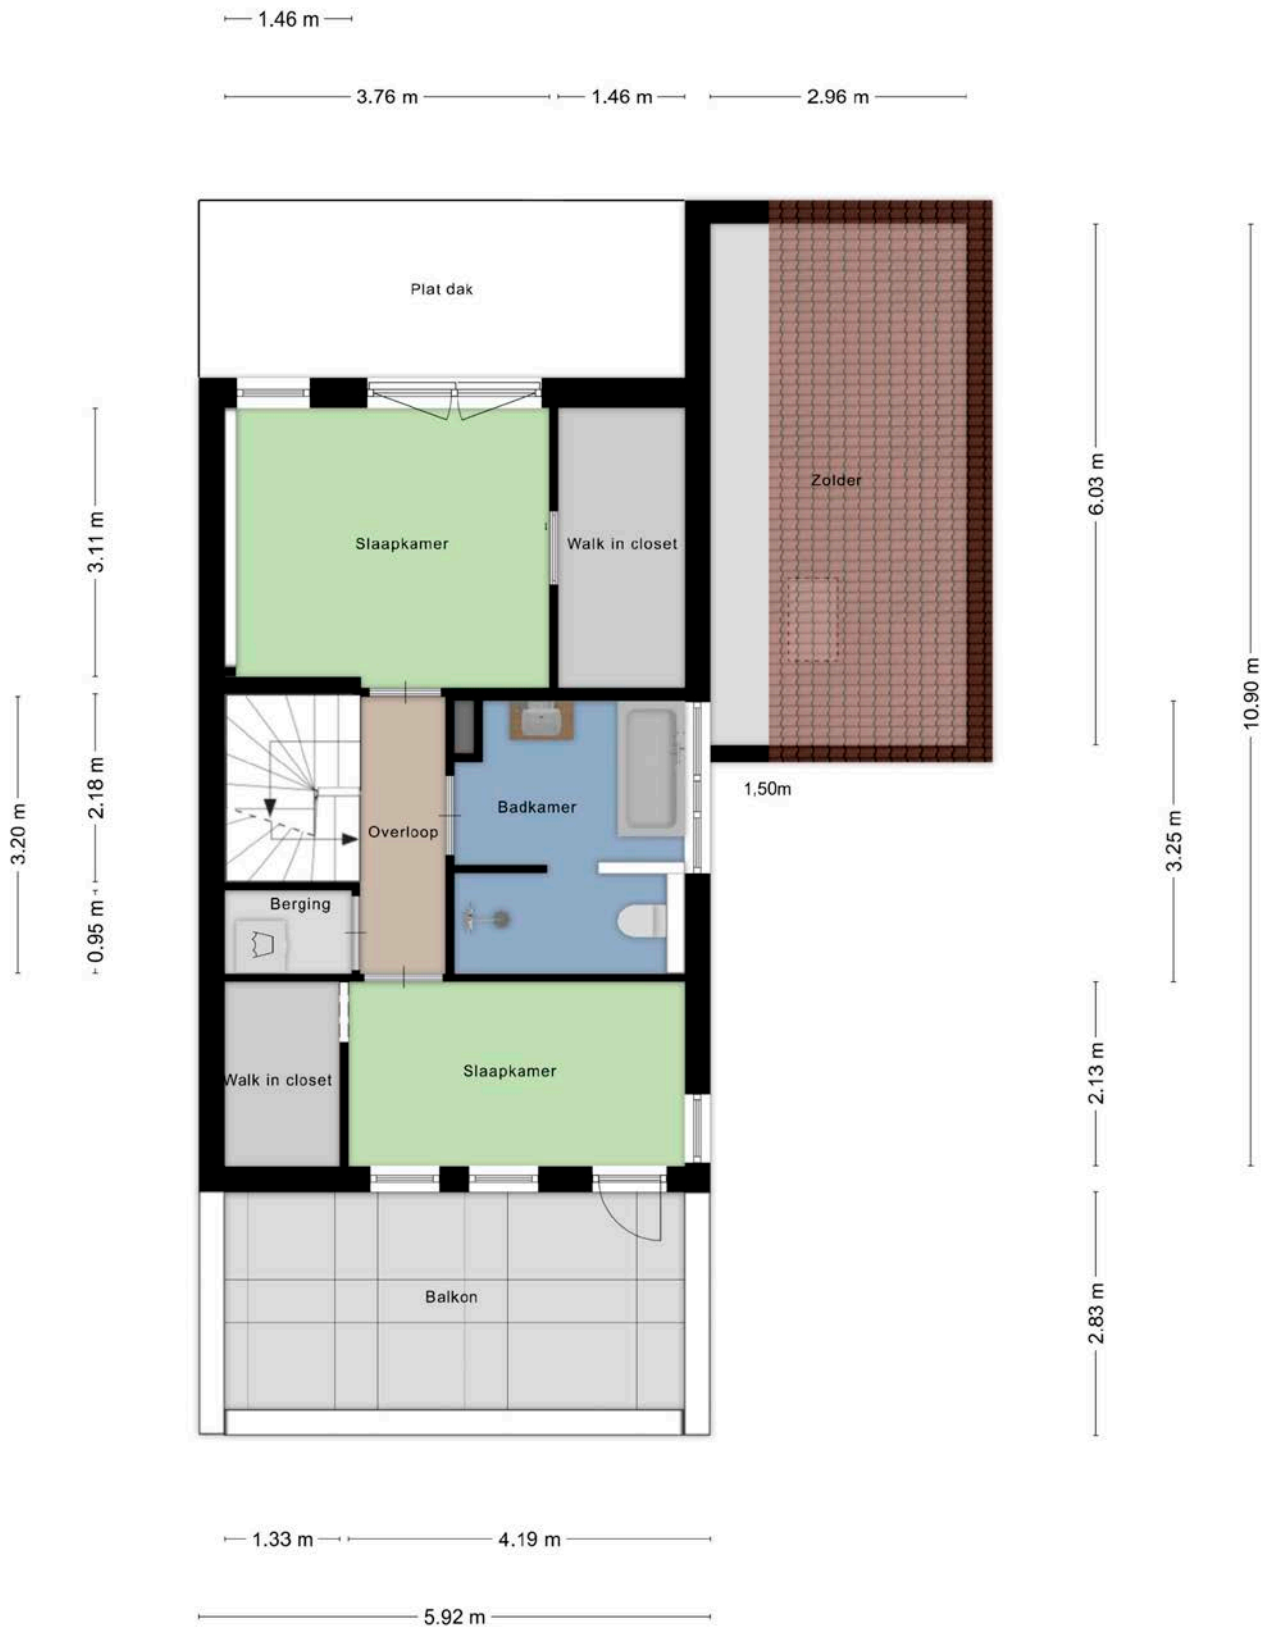 1.46 m
3.76 m
1.46 m
2.96 m
Plat dak
6.03 m
Zolder
3.11 m
Slaapkamer
Walk in closet
10.90 m
1,50m
2.18 m
Badkamer
3.20 m
Overloop
3.25 m
Berging
0.95 m
Slaapkamer
Walk in closet
2.13 m
Balkon
2.83 m
1.33 m
4.19 m
5.92 m